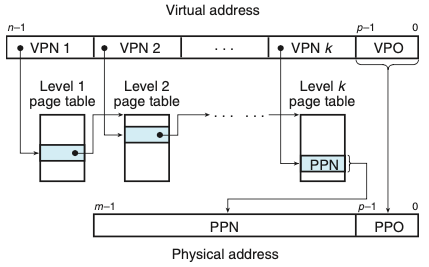 Virtual address
n–1 p–1 0
VPN 1 VPN 2 · · · VPN k VPO
Level 1 Level 2 Level k
page table page table page table
· · · · · ·
PPN
m–1 p–1 0
PPN PPO
Physical address